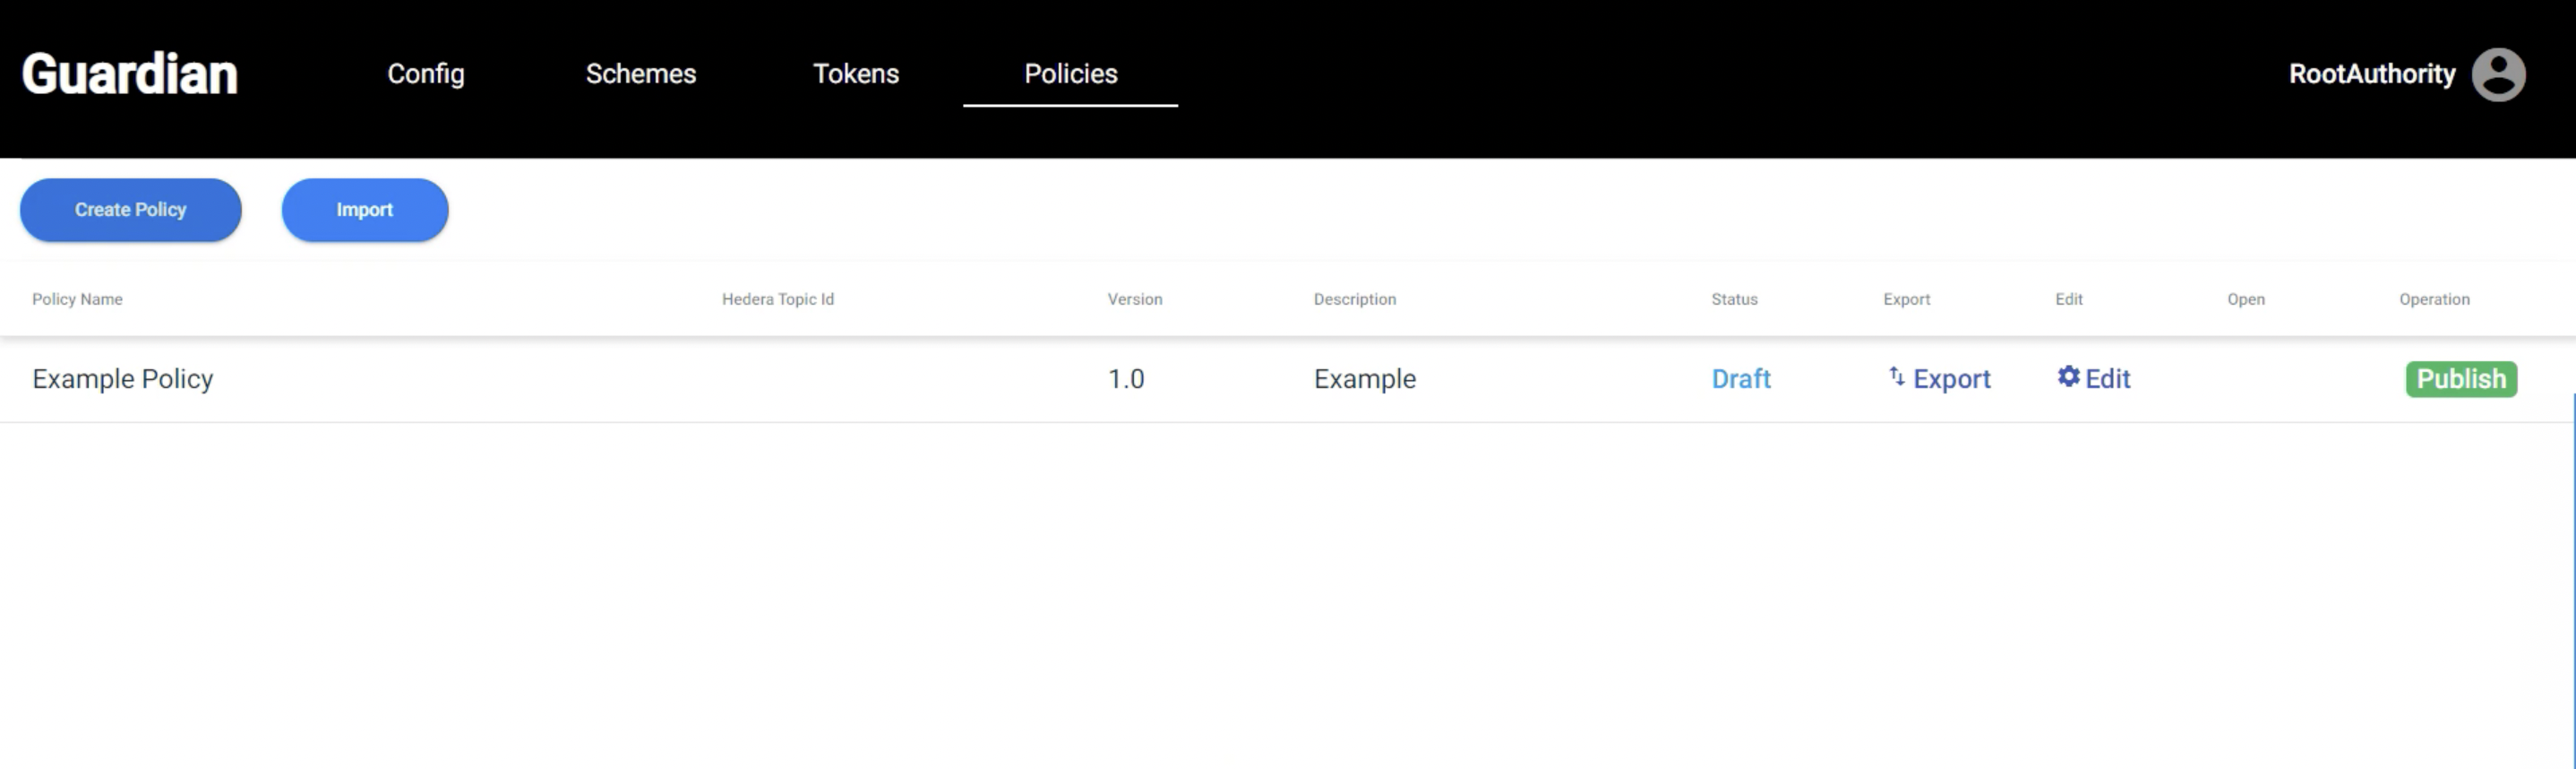 Guardian Config Schemes Tokens Policies RootAuthority
Create Policy Import
Policy Name Hedera Topic Id Version Description Status Export Edit Open Operation
Example Policy 1.0 Example Draft Export Edit Publish